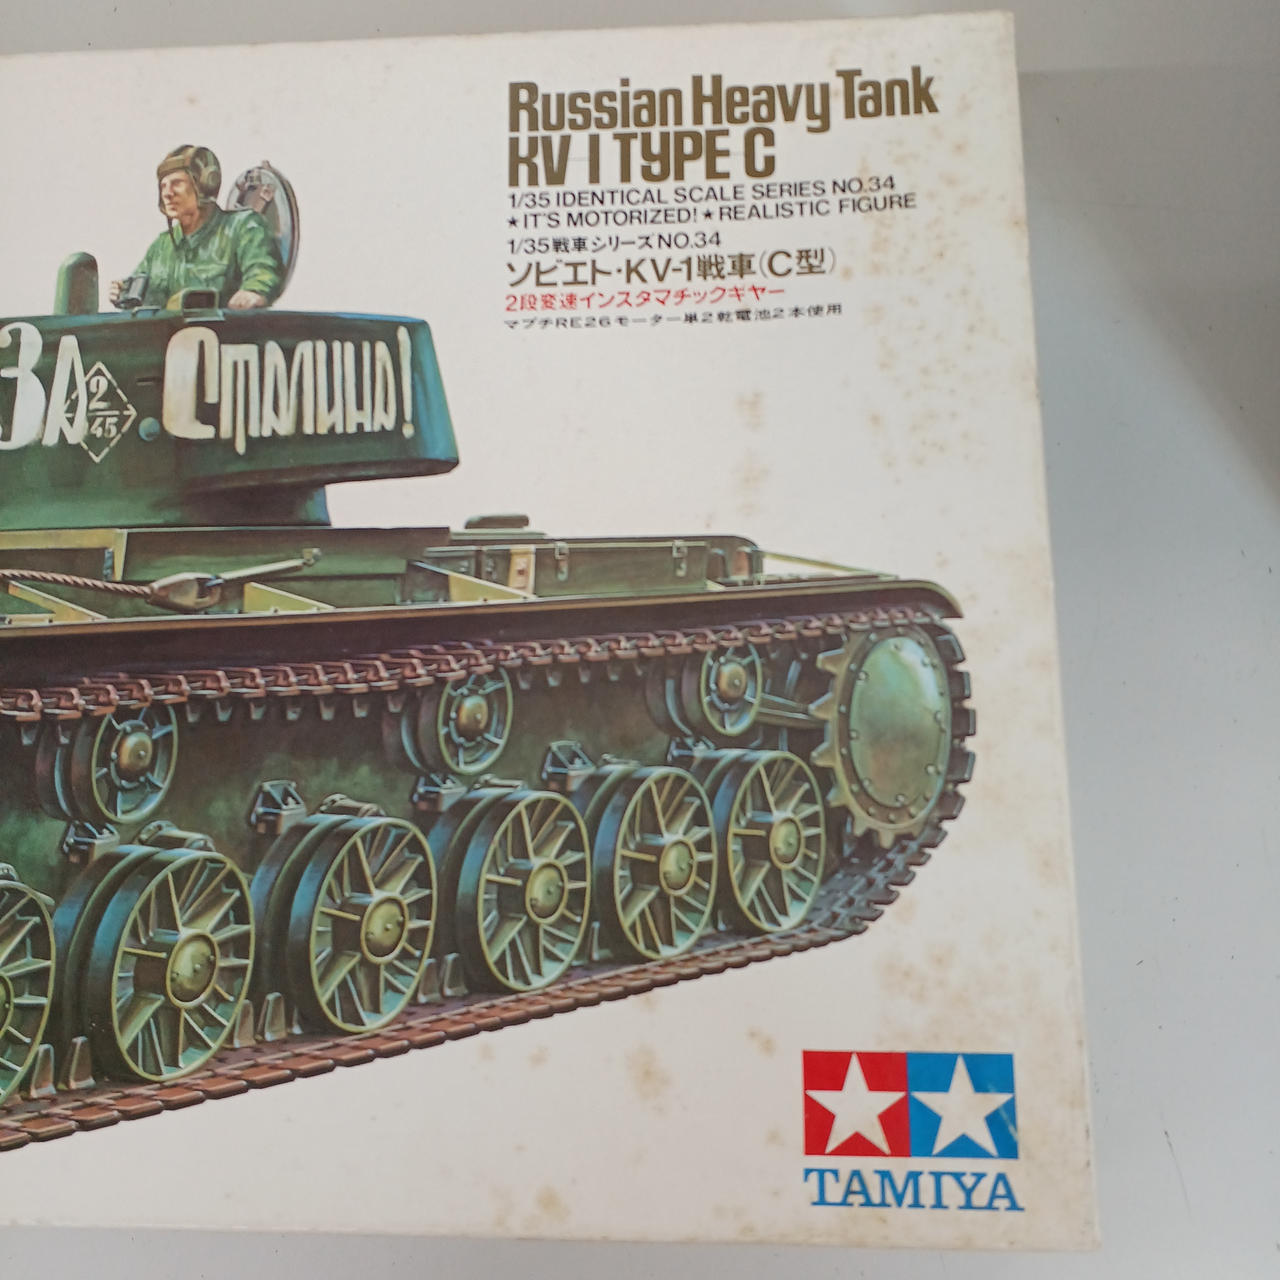 Russian Heavy Tank
KV-I TYPE C
1/35 IDENTICAL SCALE SERIES NO.34
★IT'S MOTORIZED! ★REALISTIC FIGURE
1/35戦車シリーズNO.34
ソビエト・KV-1戦車(C型)
2段変速インスタマチックギヤー
マブチRE26モーター単2乾電池2本使用
ЗА 2/45 Сталина!
TAMIYA